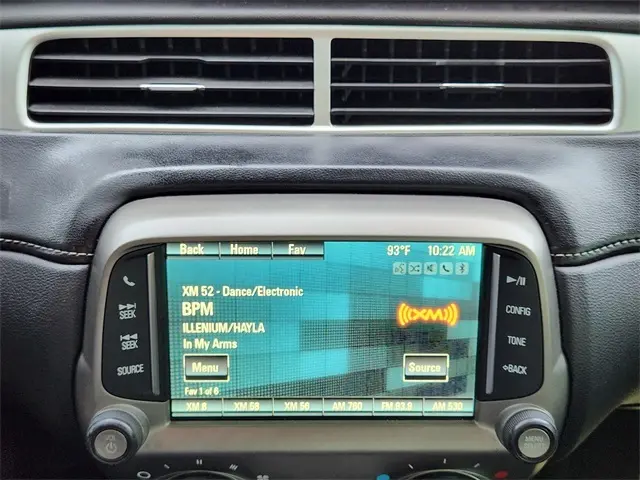 Back Home Fav 93°F 10:22 AM
XM 52 - Dance/Electronic
BPM
ILLENIUM/HAYLA
In My Arms
((XM))
Menu Source
Fav 1 of 6
XM 8 XM 59 XM 56 AM 780 FM 93.9 AM 530
SEEK
SEEK
SOURCE
CONFIG
TONE
BACK
MENU